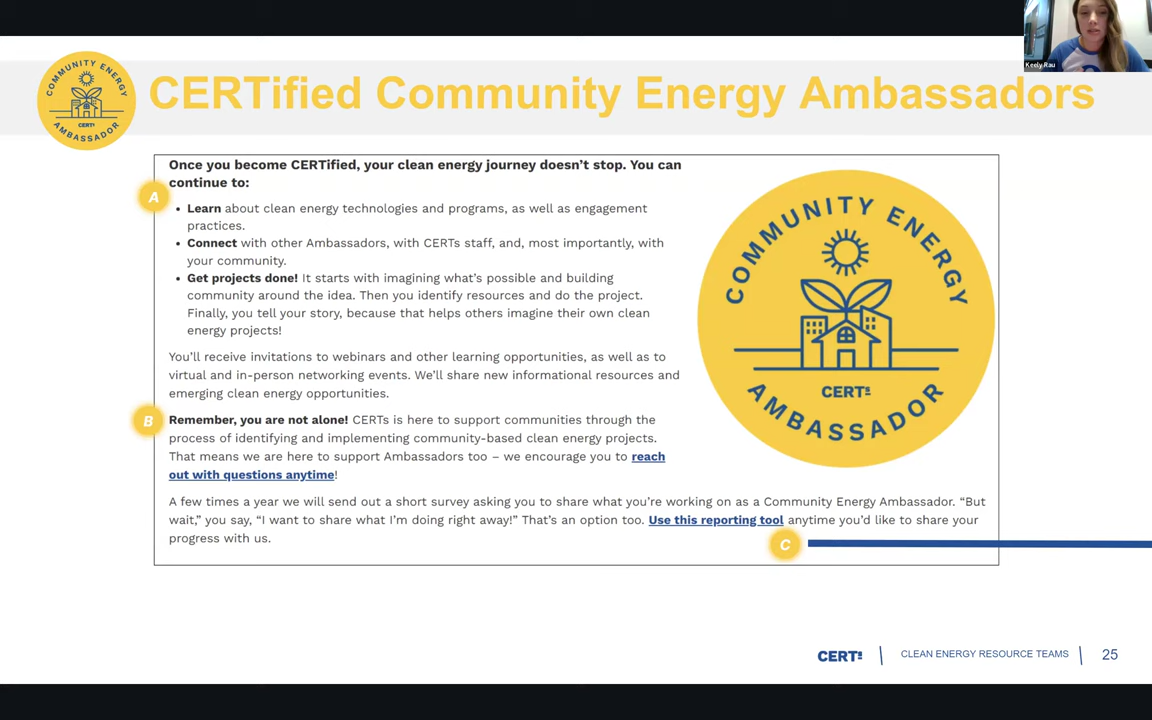 Keely Rau
COMMUNITY ENERGY
CERTs
AMBASSADOR
CERTified Community Energy Ambassadors
Once you become CERTified, your clean energy journey doesn’t stop. You can
continue to:
A
• Learn about clean energy technologies and programs, as well as engagement
practices.
• Connect with other Ambassadors, with CERTs staff, and, most importantly, with
your community.
• Get projects done! It starts with imagining what’s possible and building
community around the idea. Then you identify resources and do the project.
Finally, you tell your story, because that helps others imagine their own clean
energy projects!
You’ll receive invitations to webinars and other learning opportunities, as well as to
virtual and in-person networking events. We’ll share new informational resources and
emerging clean energy opportunities.
B
Remember, you are not alone! CERTs is here to support communities through the
process of identifying and implementing community-based clean energy projects.
That means we are here to support Ambassadors too – we encourage you to reach
out with questions anytime!
COMMUNITY ENERGY
CERTs
AMBASSADOR
A few times a year we will send out a short survey asking you to share what you’re working on as a Community Energy Ambassador. “But
wait,” you say, “I want to share what I’m doing right away!” That’s an option too. Use this reporting tool anytime you’d like to share your
progress with us.
C
CERTs | CLEAN ENERGY RESOURCE TEAMS | 25